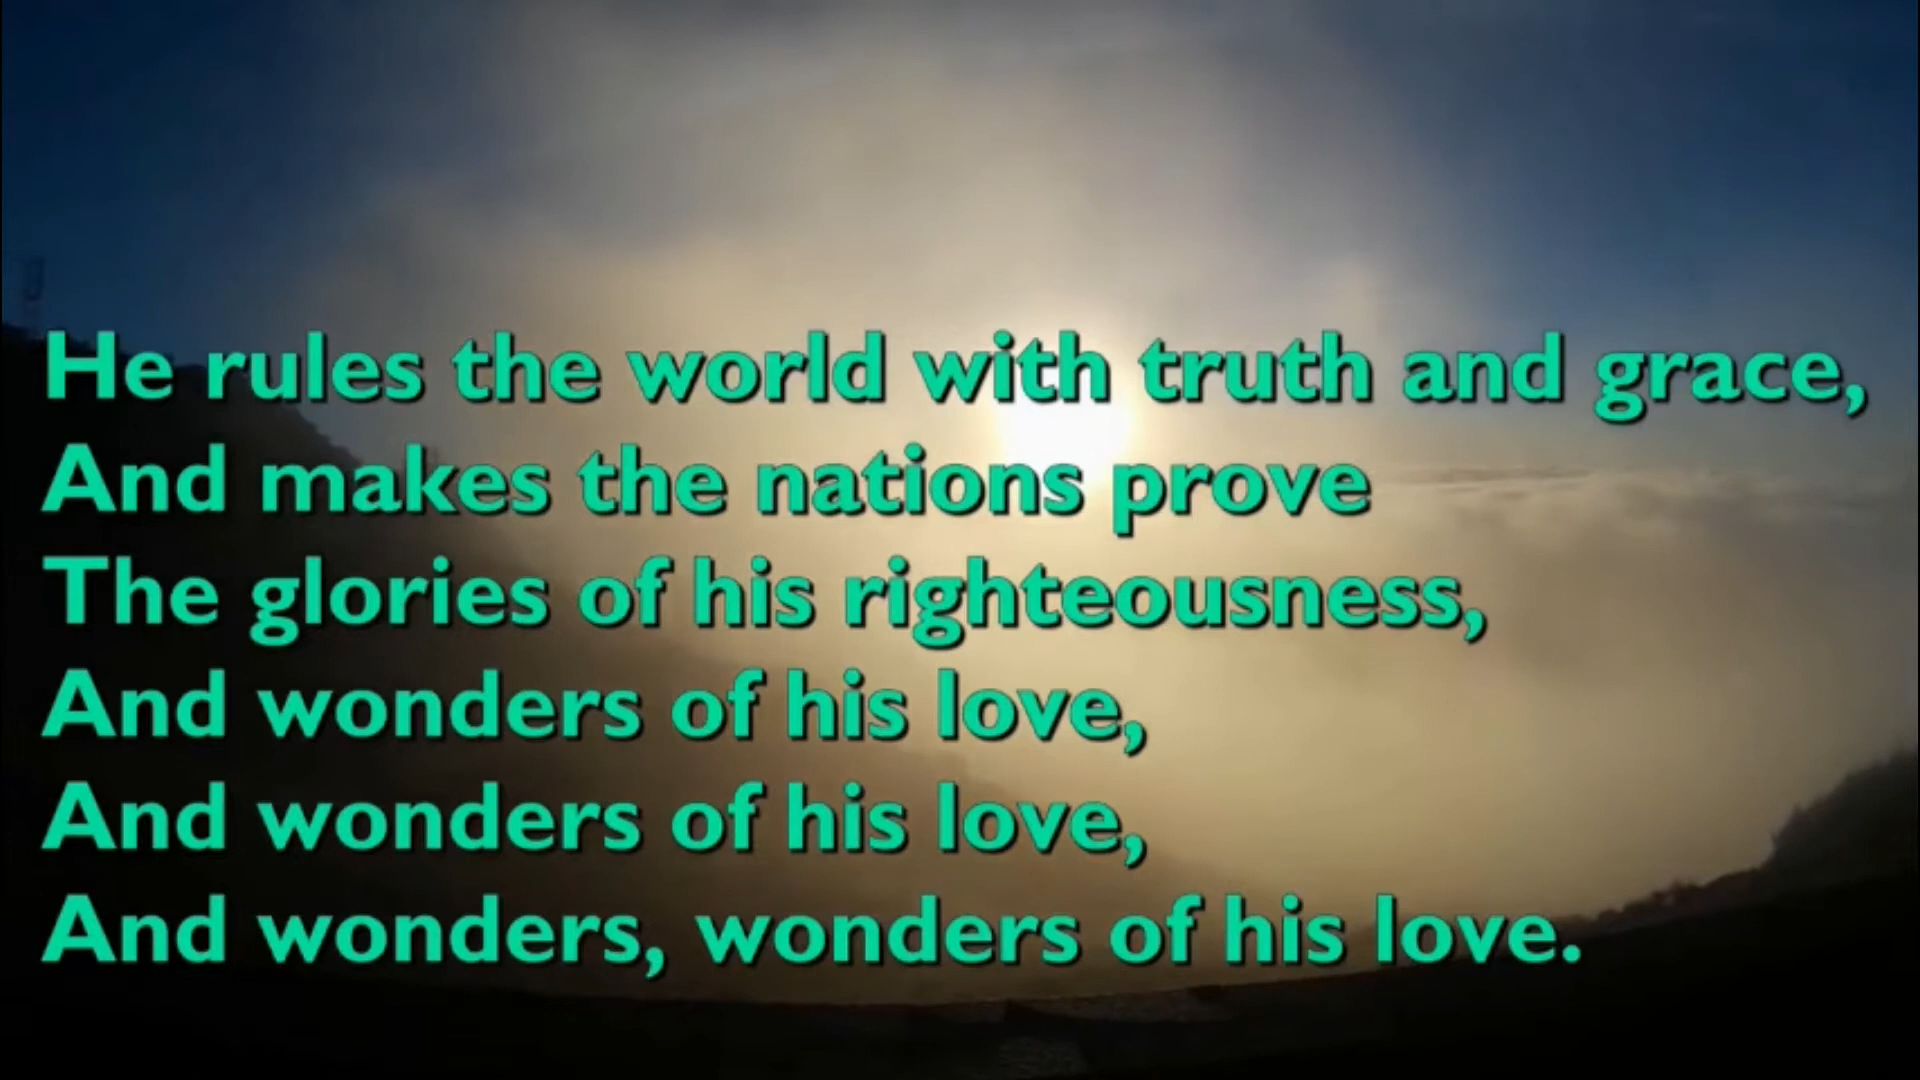 He rules the world with truth and grace,
And makes the nations prove
The glories of his righteousness,
And wonders of his love,
And wonders of his love,
And wonders, wonders of his love.